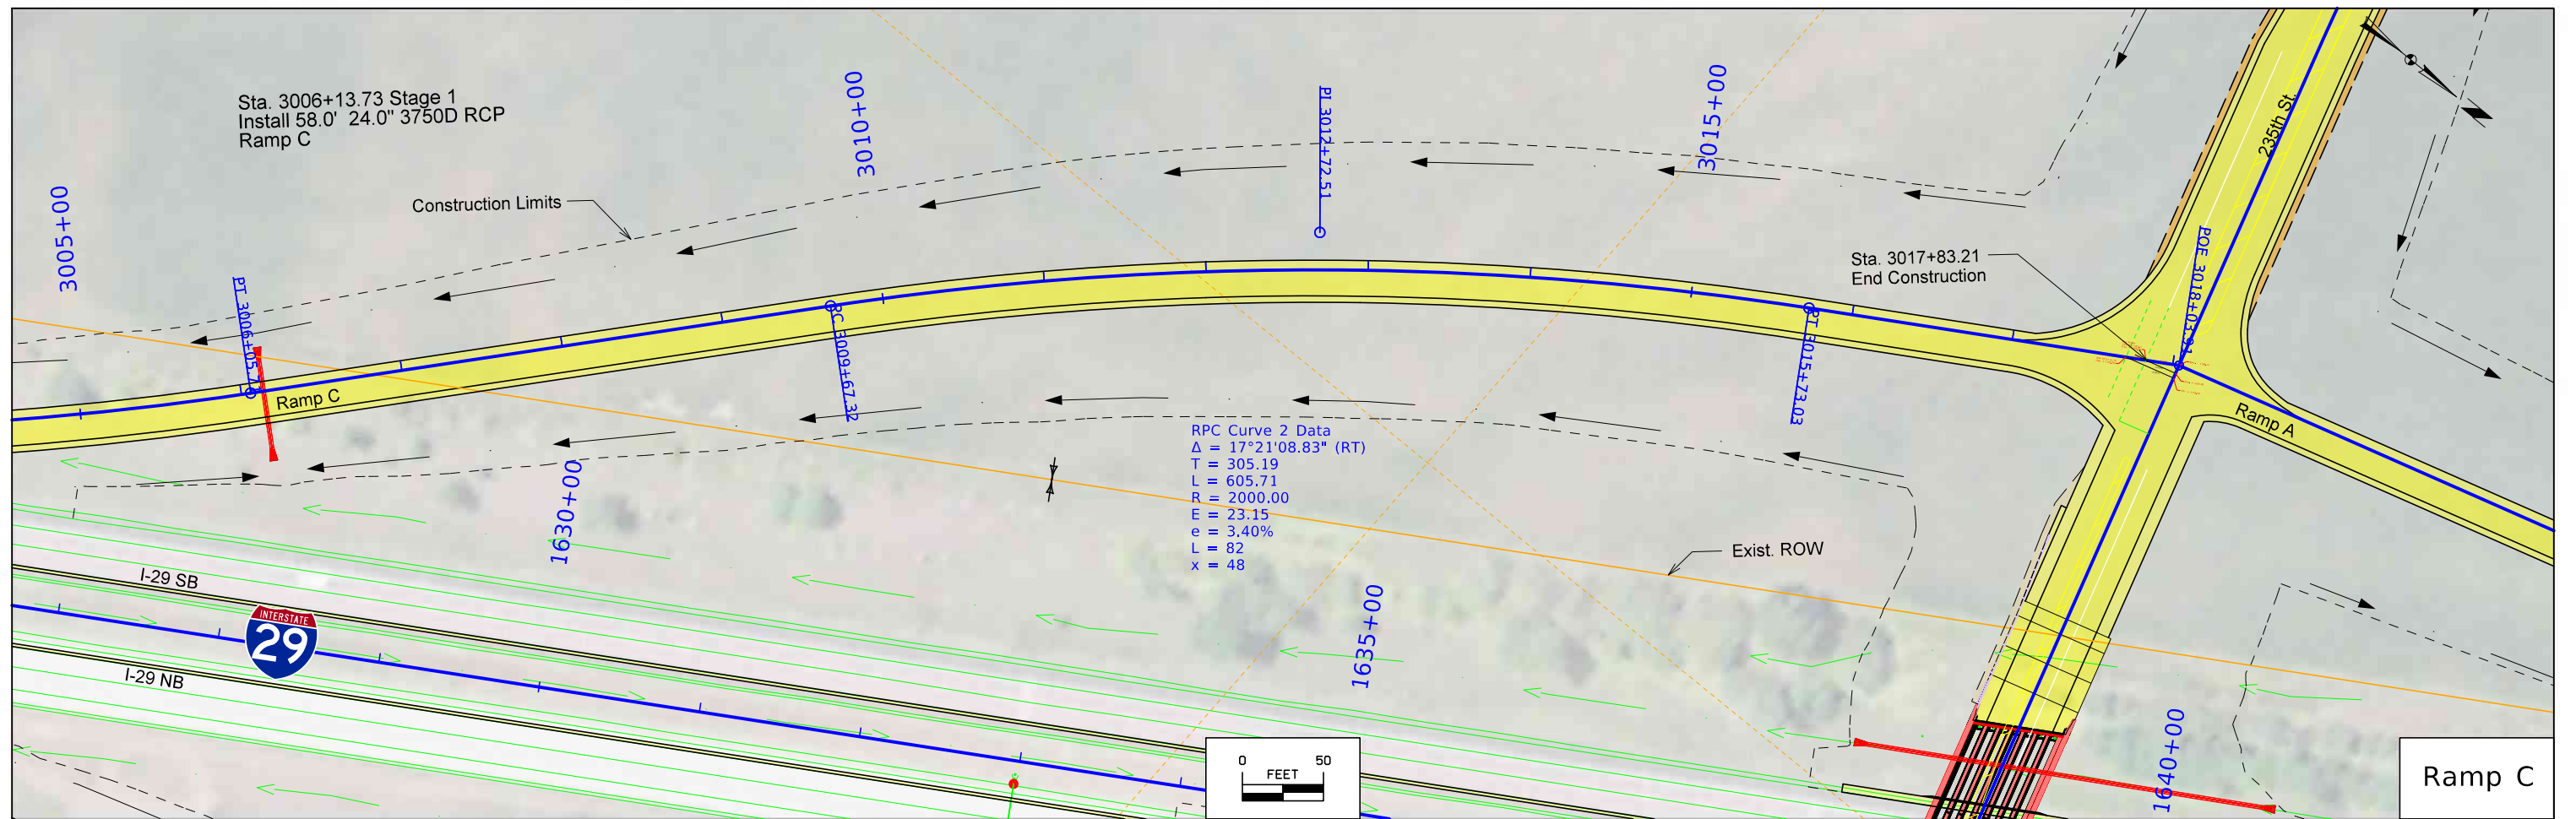 Sta. 3006+13.73 Stage 1
Install 58.0' 24.0" 3750D RCP
Ramp C
3005+00
3010+00
3015+00
PI 3012+72.51
Construction Limits
PT 3006+05.7
Ramp C
PC 3009+67.32
PT 3015+73.03
Sta. 3017+83.21
End Construction
POE 3018+03.91
235th St.
Ramp A
RPC Curve 2 Data
Δ = 17°21'08.83" (RT)
T = 305.19
L = 605.71
R = 2000.00
E = 23.15
e = 3.40%
L = 82
x = 48
Exist. ROW
1630+00
1635+00
1640+00
I-29 SB
INTERSTATE
29
I-29 NB
0 50
FEET
Ramp C